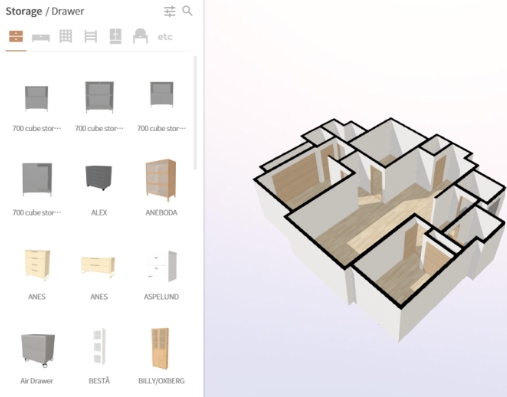 Storage / Drawer
etc
700 cube stor···
700 cube stor···
700 cube stor···
700 cube stor···
ALEX
ANEBODA
ANES
ANES
ASPELUND
Air Drawer
BESTÅ
BILLY/OXBERG